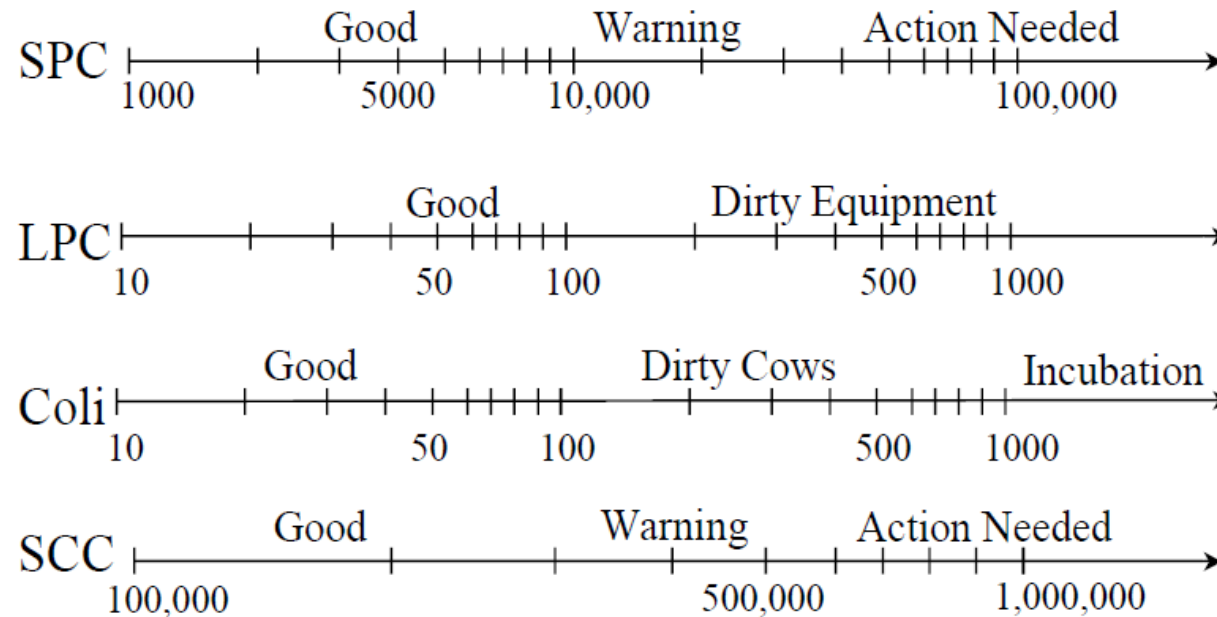 Good Warning Action Needed
SPC
1000 5000 10,000 100,000
Good Dirty Equipment
LPC
10 50 100 500 1000
Good Dirty Cows Incubation
Coli
10 50 100 500 1000
Good Warning Action Needed
SCC
100,000 500,000 1,000,000